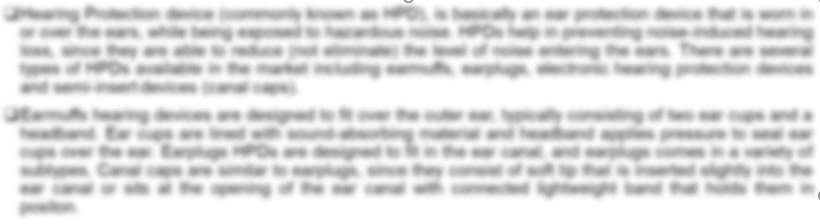 ❑Hearing Protection device (commonly known as HPD), is basically an ear protection device that is worn in
or over the ears, while being exposed to hazardous noise. HPDs help in preventing noise-induced hearing
loss, since they are able to reduce (not eliminate) the level of noise entering the ears. There are several
types of HPDs available in the market including earmuffs, earplugs, electronic hearing protection devices
and semi-insert devices (canal caps).
❑Earmuffs hearing devices are designed to fit over the outer ear, typically consisting of two ear cups and a
headband. Ear cups are lined with sound-absorbing material and headband applies pressure to seal ear
cups over the ear. Earplugs HPDs are designed to fit in the ear canal, and earplugs comes in a variety of
subtypes. Canal caps are similar to earplugs, since they consist of soft tip that is inserted slightly into the
ear canal or sits at the opening of the ear canal with connected lightweight band that holds them in
positon.